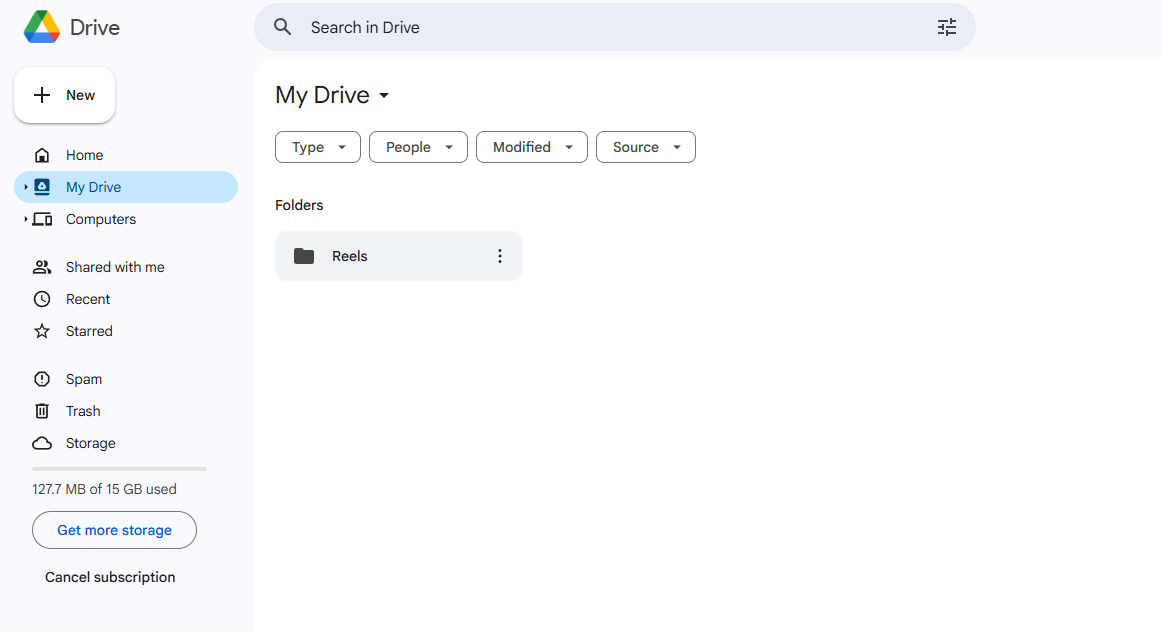 Drive
Search in Drive
New
Home
My Drive
Computers
Shared with me
Recent
Starred
Spam
Trash
Storage
127.7 MB of 15 GB used
Get more storage
Cancel subscription
My Drive
Type
People
Modified
Source
Folders
Reels